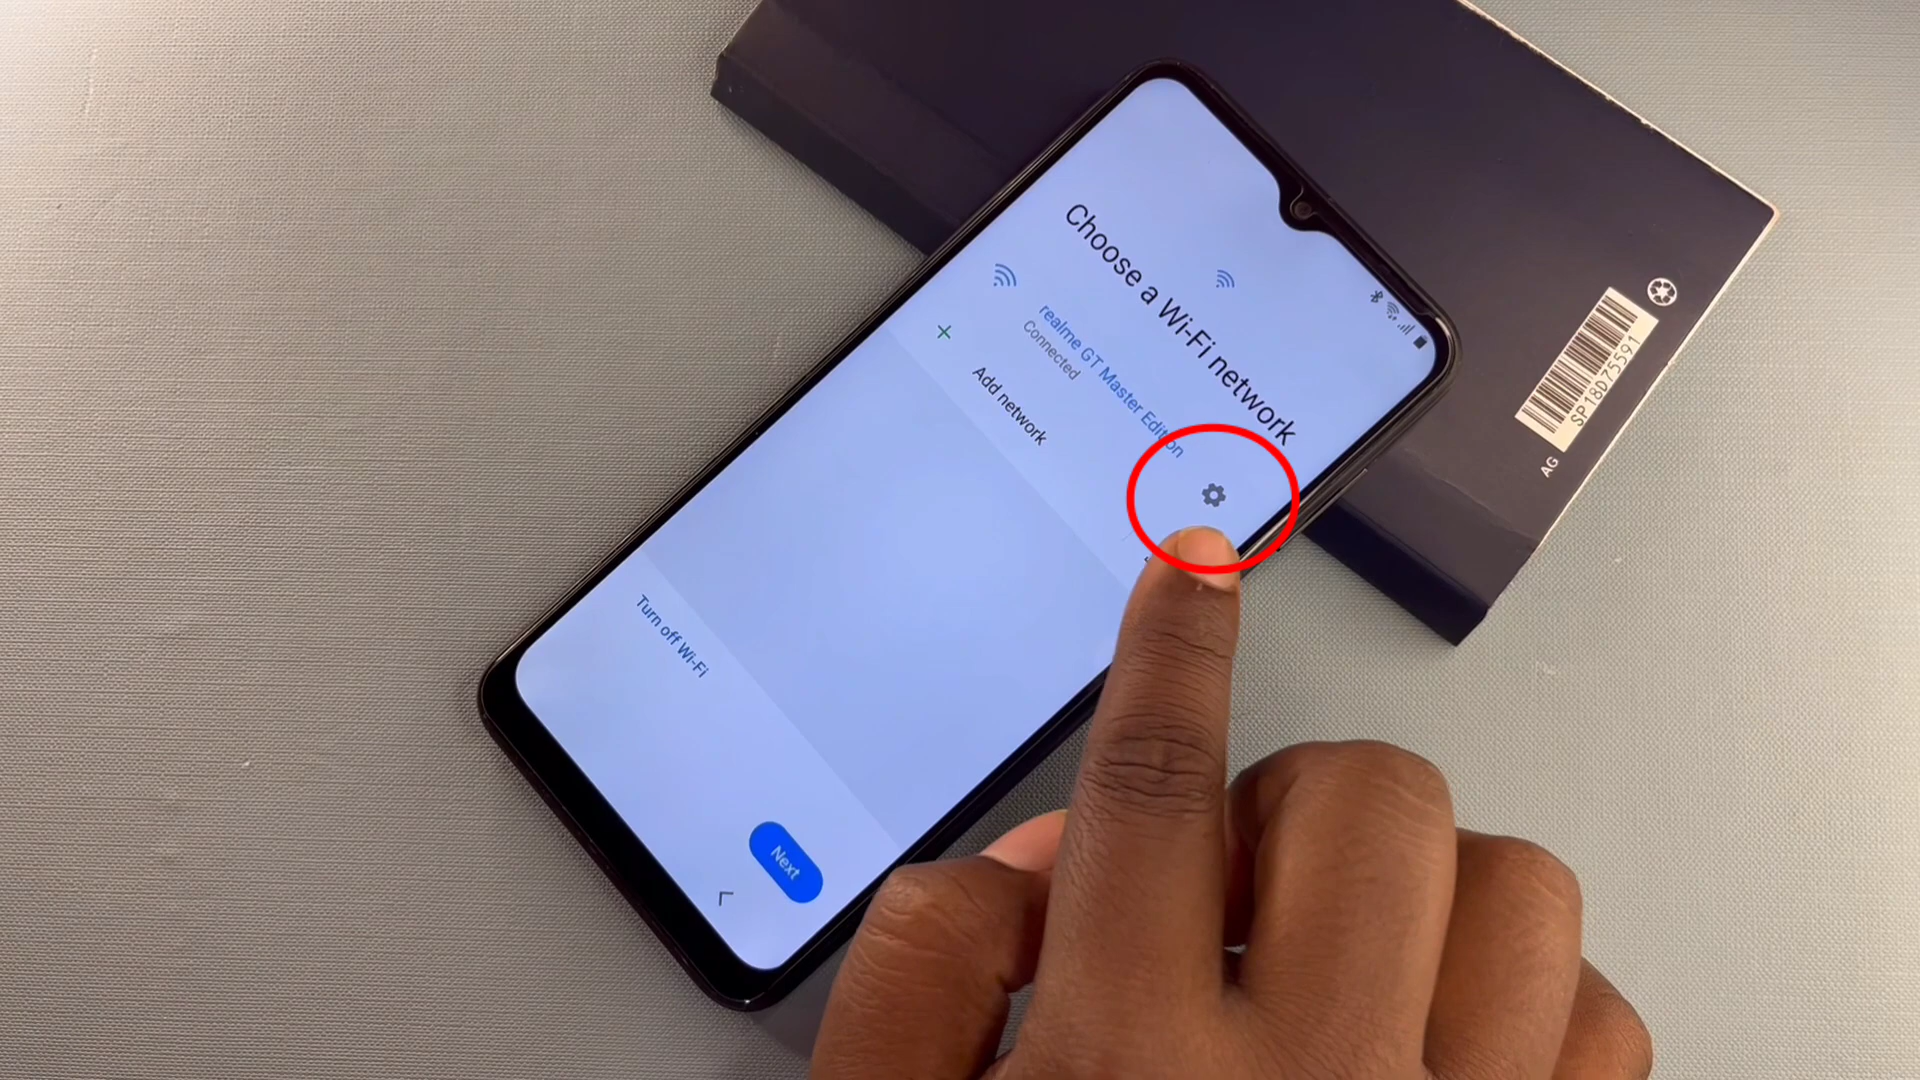 Choose a Wi-Fi network
realme GT Master Edition
Connected
Add network
Turn off Wi-Fi
Next
SP18D75591
AG